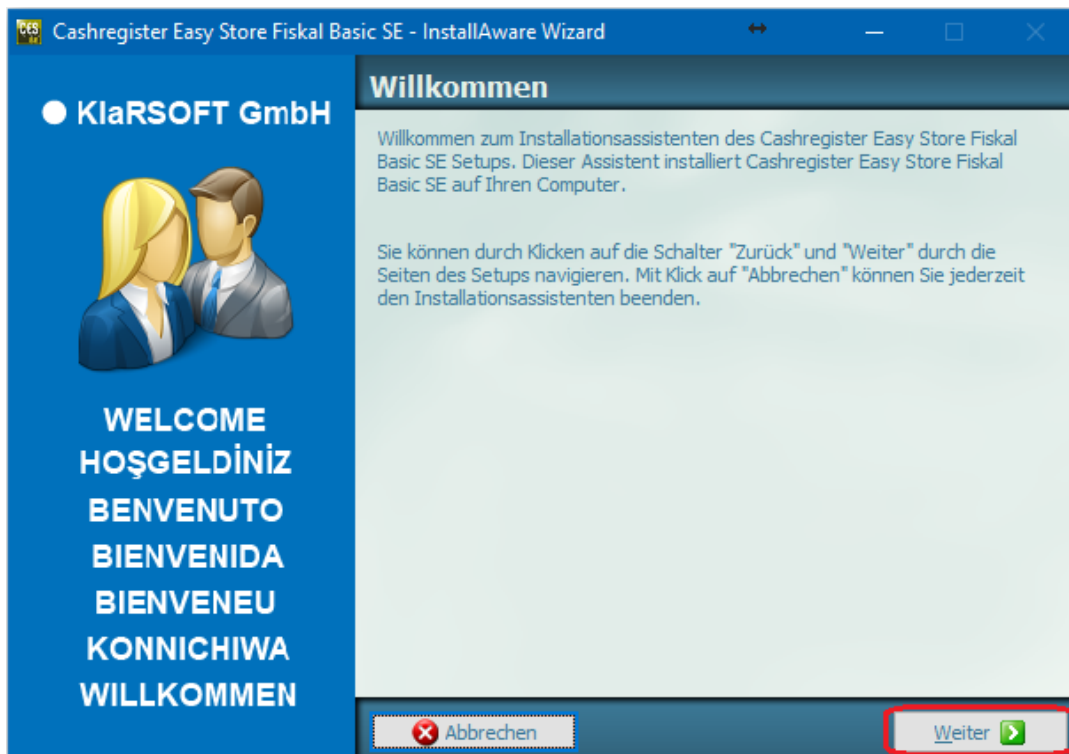 Cashregister Easy Store Fiskal Basic SE - InstallAware Wizard
KlaRSOFT GmbH
WELCOME
HOŞGELDİNİZ
BENVENUTO
BIENVENIDA
BIENVENEU
KONNICHIWA
WILLKOMMEN
Willkommen
Willkommen zum Installationsassistenten des Cashregister Easy Store Fiskal
Basic SE Setups. Dieser Assistent installiert Cashregister Easy Store Fiskal
Basic SE auf Ihren Computer.
Sie können durch Klicken auf die Schalter "Zurück" und "Weiter" durch die
Seiten des Setups navigieren. Mit Klick auf "Abbrechen" können Sie jederzeit
den Installationsassistenten beenden.
Abbrechen
Weiter